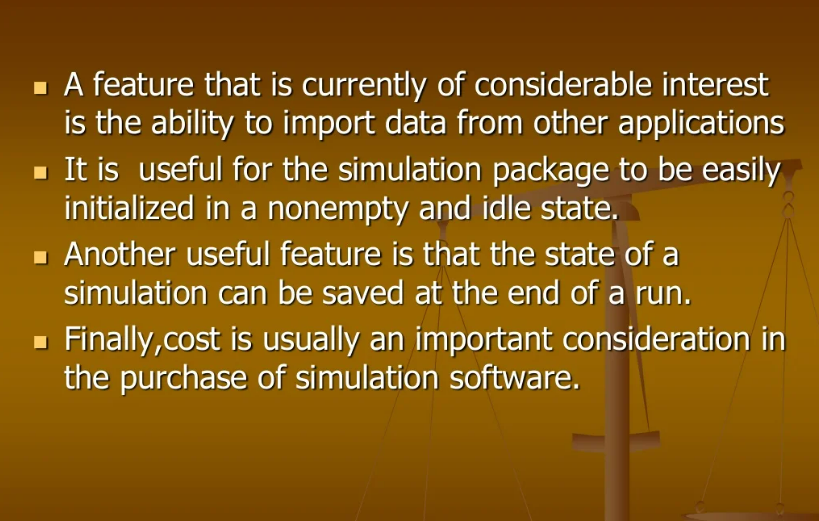 A feature that is currently of considerable interest
is the ability to import data from other applications
It is  useful for the simulation package to be easily
initialized in a nonempty and idle state.
Another useful feature is that the state of a
simulation can be saved at the end of a run.
Finally,cost is usually an important consideration in
the purchase of simulation software.